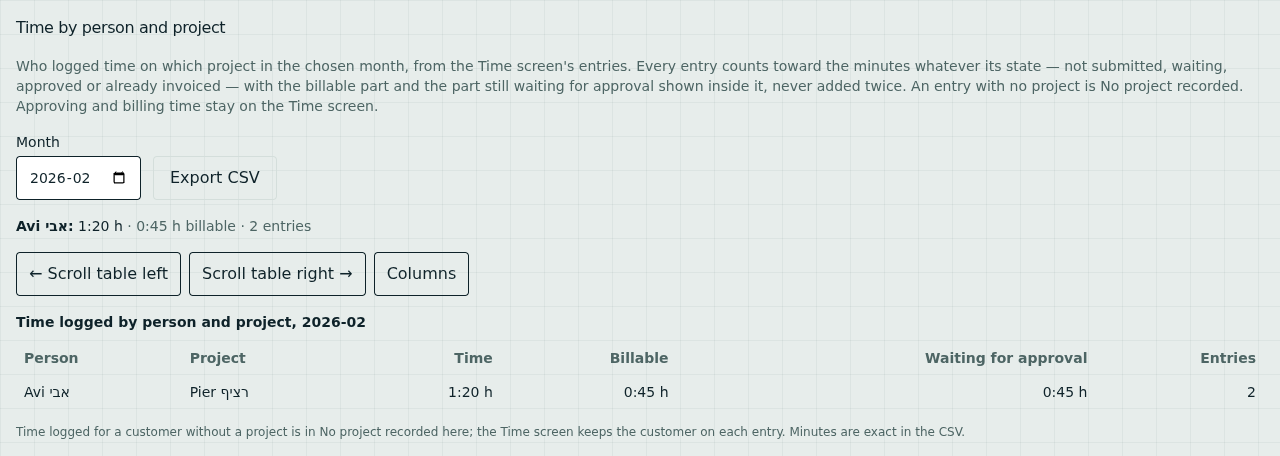 Time by person and project
Who logged time on which project in the chosen month, from the Time screen's entries. Every entry counts toward the minutes whatever its state — not submitted, waiting,
approved or already invoiced — with the billable part and the part still waiting for approval shown inside it, never added twice. An entry with no project is No project recorded.
Approving and billing time stay on the Time screen.
Month
2026-02
Export CSV
Avi אבי: 1:20 h · 0:45 h billable · 2 entries
← Scroll table left Scroll table right → Columns
Time logged by person and project, 2026-02
Person Project Time Billable Waiting for approval Entries
Avi אבי Pier רציף 1:20 h 0:45 h 0:45 h 2
Time logged for a customer without a project is in No project recorded here; the Time screen keeps the customer on each entry. Minutes are exact in the CSV.